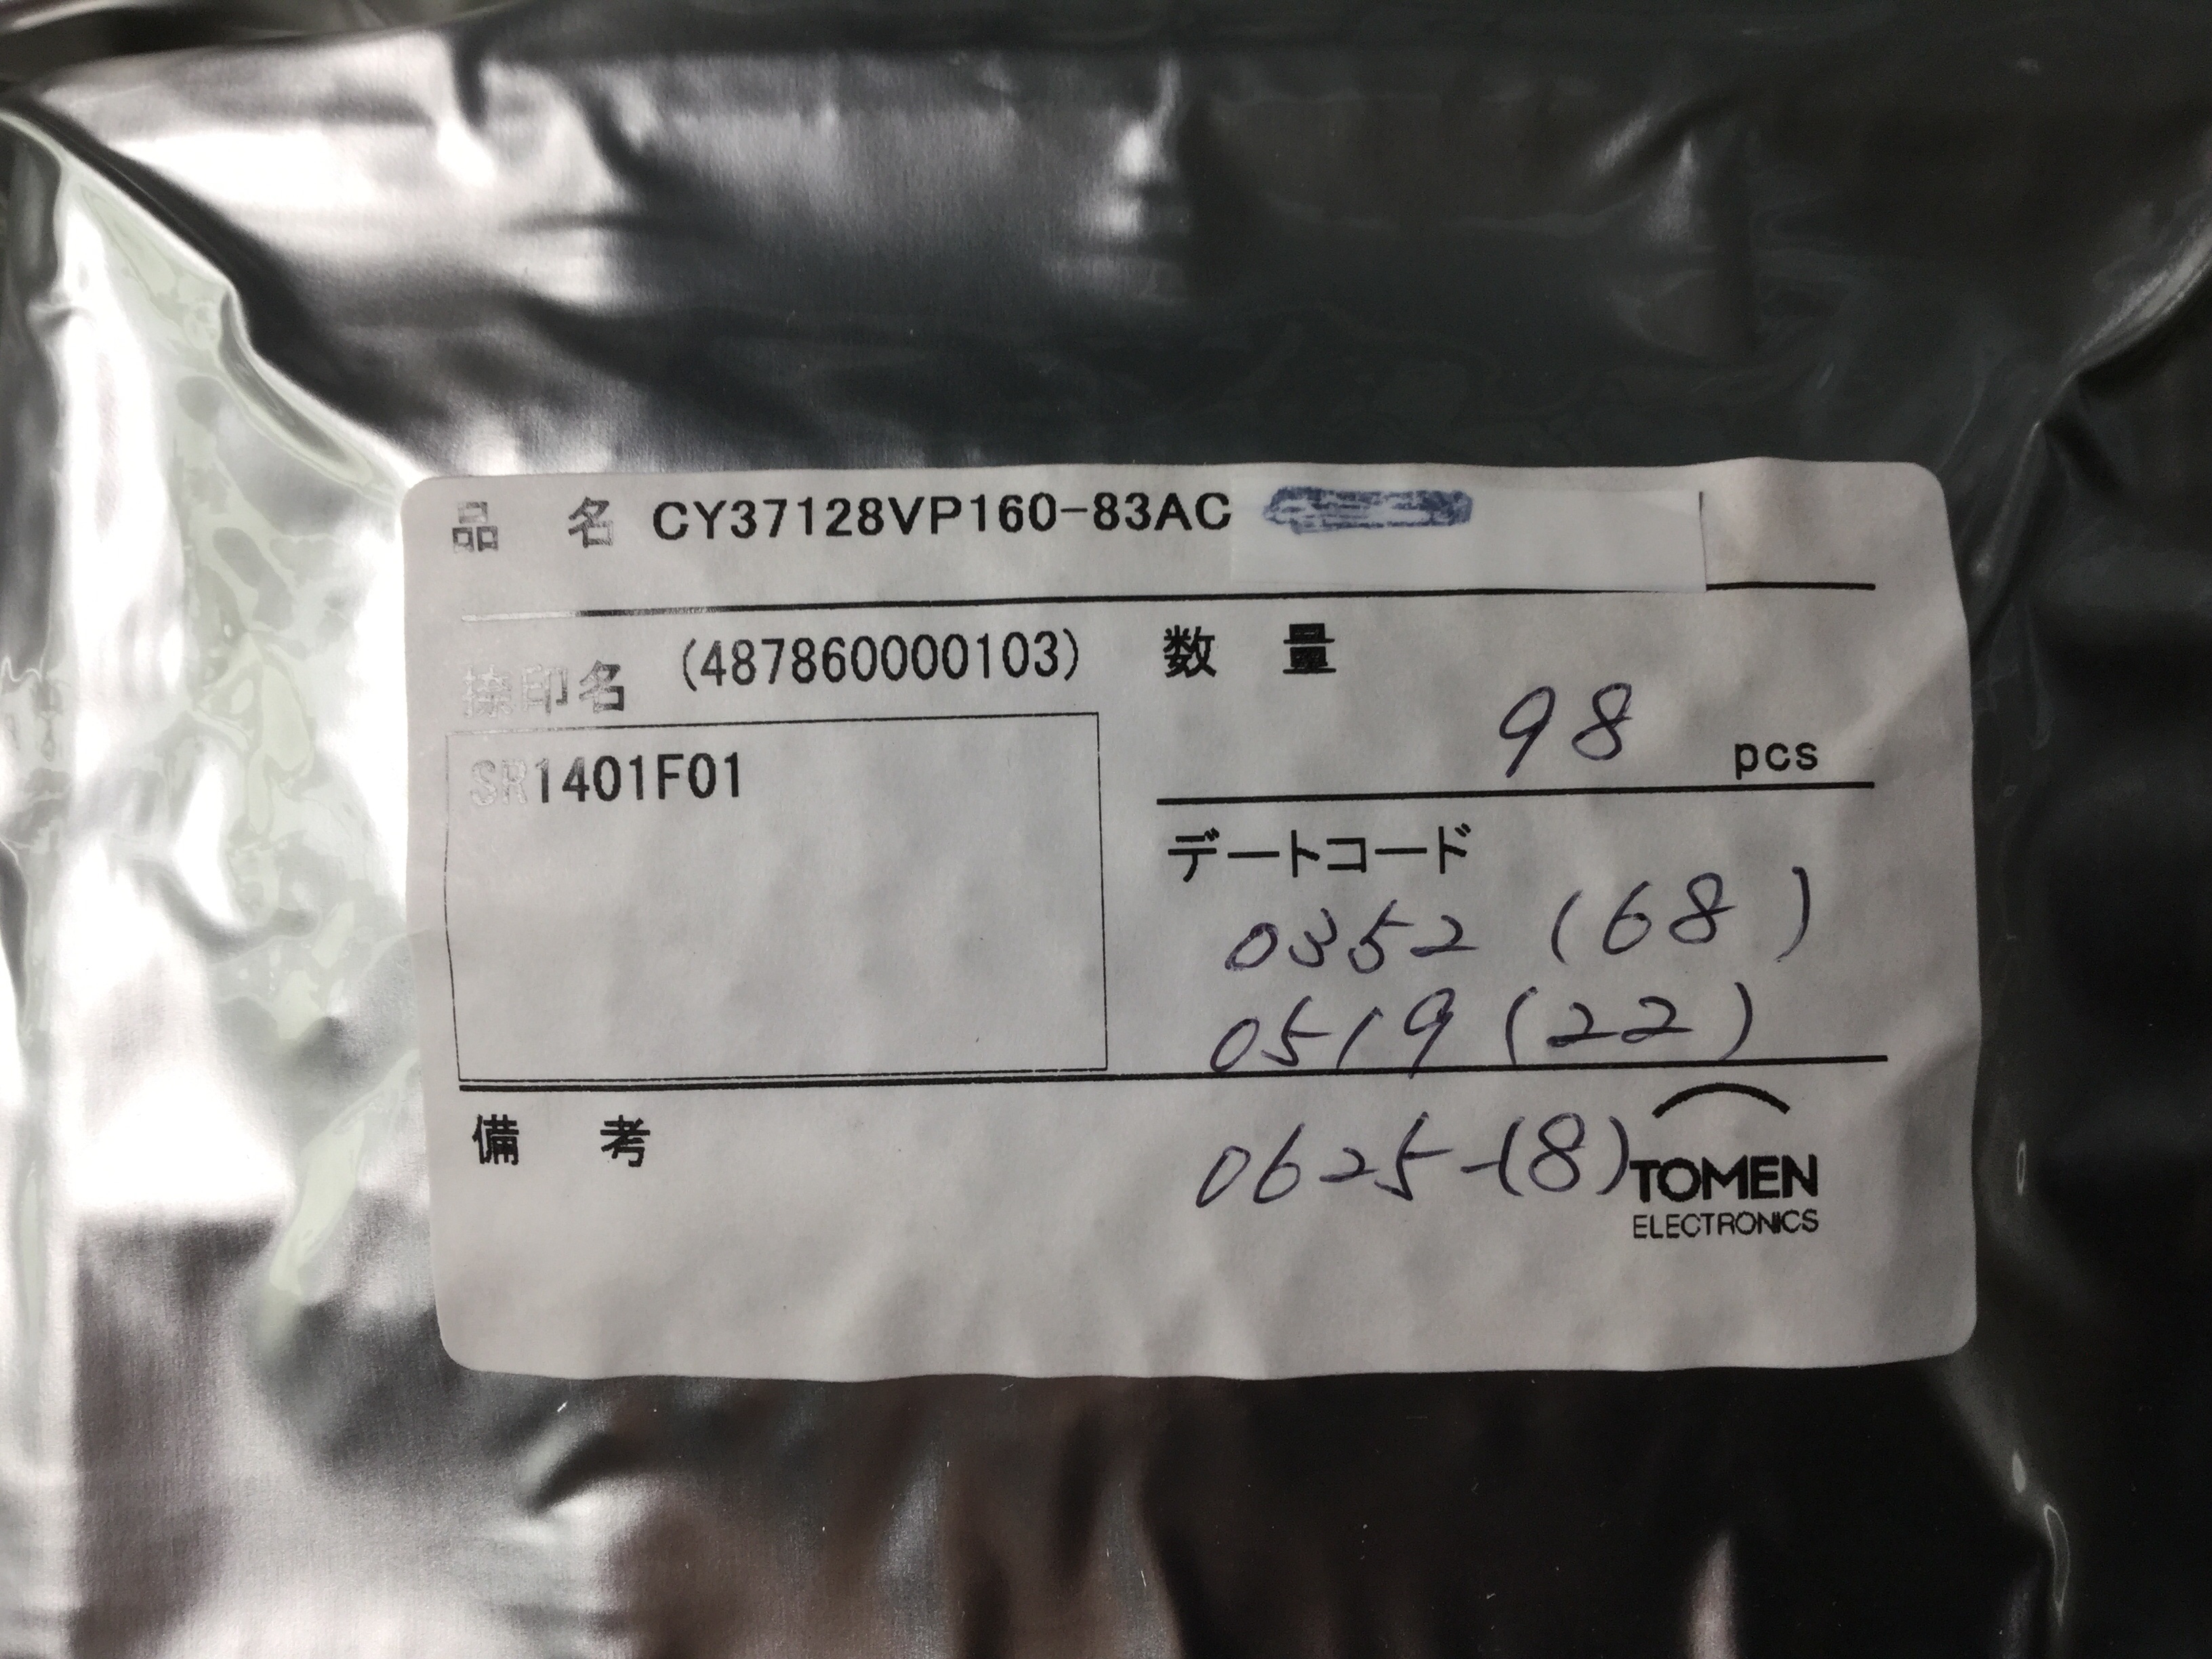 品 名 CY37128VP160-83AC
捺印名 (487860000103)
SR1401F01
数 量
98 pcs
デートコード
0352 (68)
0519 (22)
備 考
0625-(8)
TOMEN
ELECTRONICS